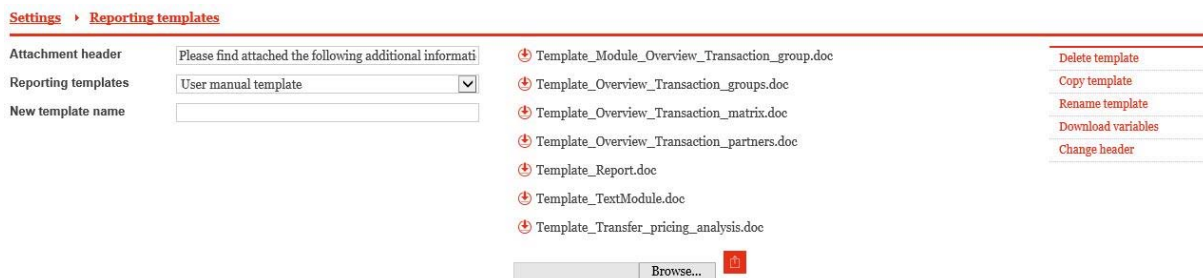 Settings Reporting templates
Attachment header
Please find attached the following additional informati
Reporting templates
User manual template
New template name
Template_Module_Overview_Transaction_group.doc
Template_Overview_Transaction_groups.doc
Template_Overview_Transaction_matrix.doc
Template_Overview_Transaction_partners.doc
Template_Report.doc
Template_TextModule.doc
Template_Transfer_pricing_analysis.doc
Browse...
Delete template
Copy template
Rename template
Download variables
Change header